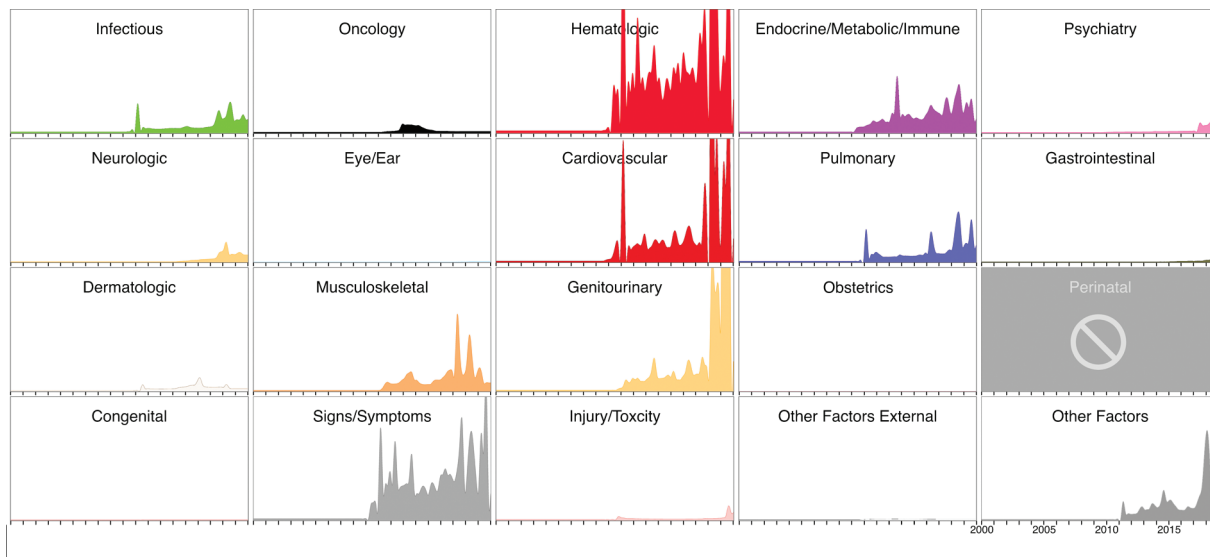 Infectious
Oncology
Hematologic
Endocrine/Metabolic/Immune
Psychiatry
Neurologic
Eye/Ear
Cardiovascular
Pulmonary
Gastrointestinal
Dermatologic
Musculoskeletal
Genitourinary
Obstetrics
Perinatal
Congenital
Signs/Symptoms
Injury/Toxcity
Other Factors External
Other Factors
2000 2005 2010 2015